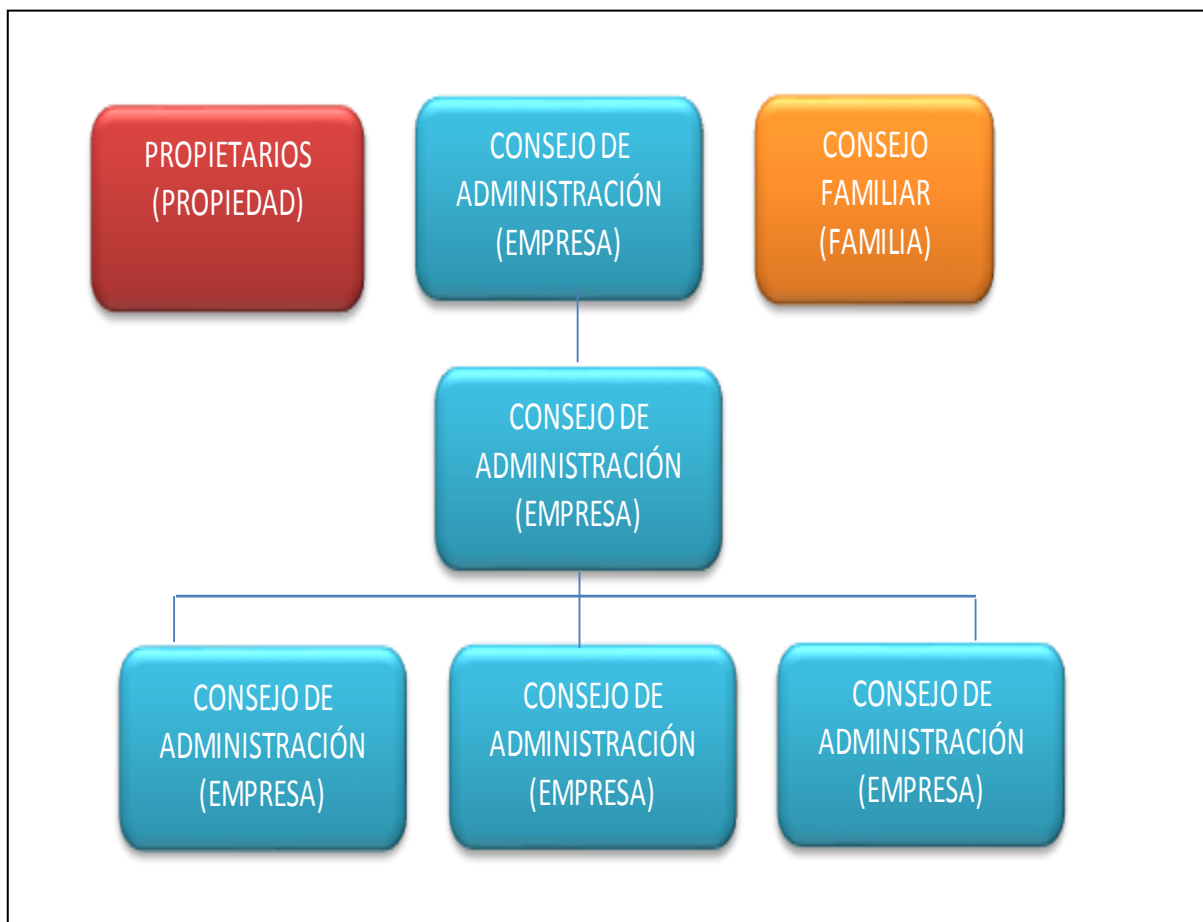 PROPIETARIOS
(PROPIEDAD)
CONSEJO DE
ADMINISTRACIÓN
(EMPRESA)
CONSEJO
FAMILIAR
(FAMILIA)
CONSEJO DE
ADMINISTRACIÓN
(EMPRESA)
CONSEJO DE
ADMINISTRACIÓN
(EMPRESA)
CONSEJO DE
ADMINISTRACIÓN
(EMPRESA)
CONSEJO DE
ADMINISTRACIÓN
(EMPRESA)